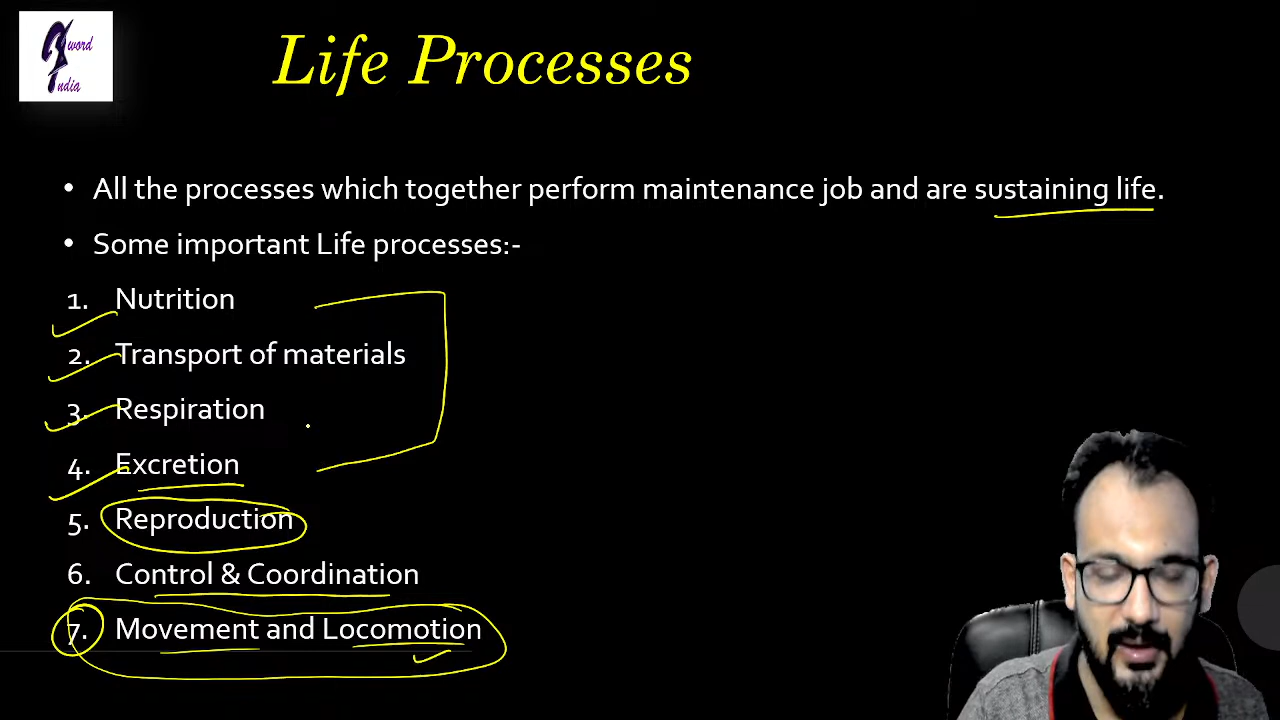 word
ndia
Life Processes
• All the processes which together perform maintenance job and are sustaining life.
• Some important Life processes:-
1. Nutrition
2. Transport of materials
3. Respiration
4. Excretion
5. Reproduction
6. Control & Coordination
7. Movement and Locomotion